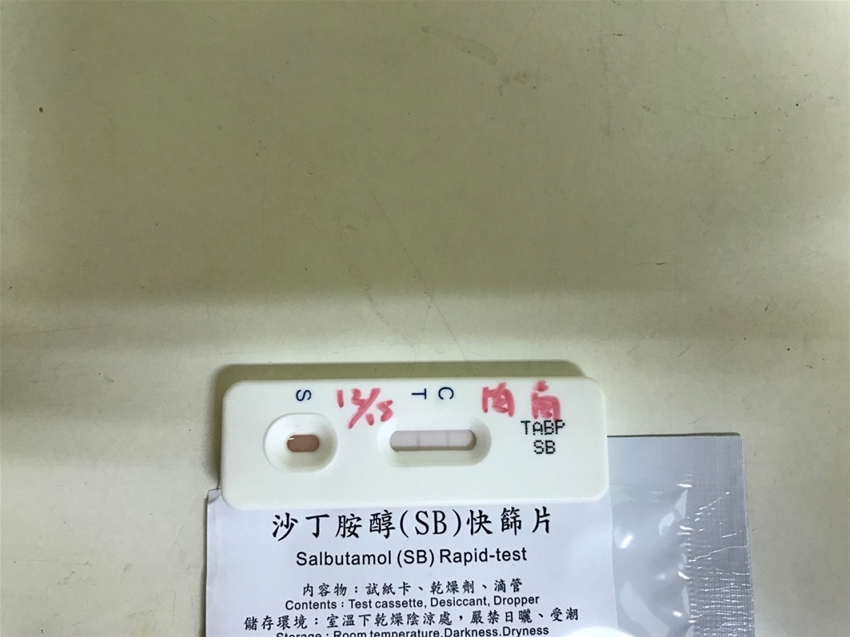 S 12/15 T C 肉角
TABP
SB
沙丁胺醇(SB)快篩片
Salbutamol (SB) Rapid-test
內容物：試紙卡、乾燥劑、滴管
Contents : Test cassette, Desiccant, Dropper
儲存環境：室溫下乾燥陰涼處，嚴禁日曬、受潮
Storage : Room temperature,Darkness,Dryness